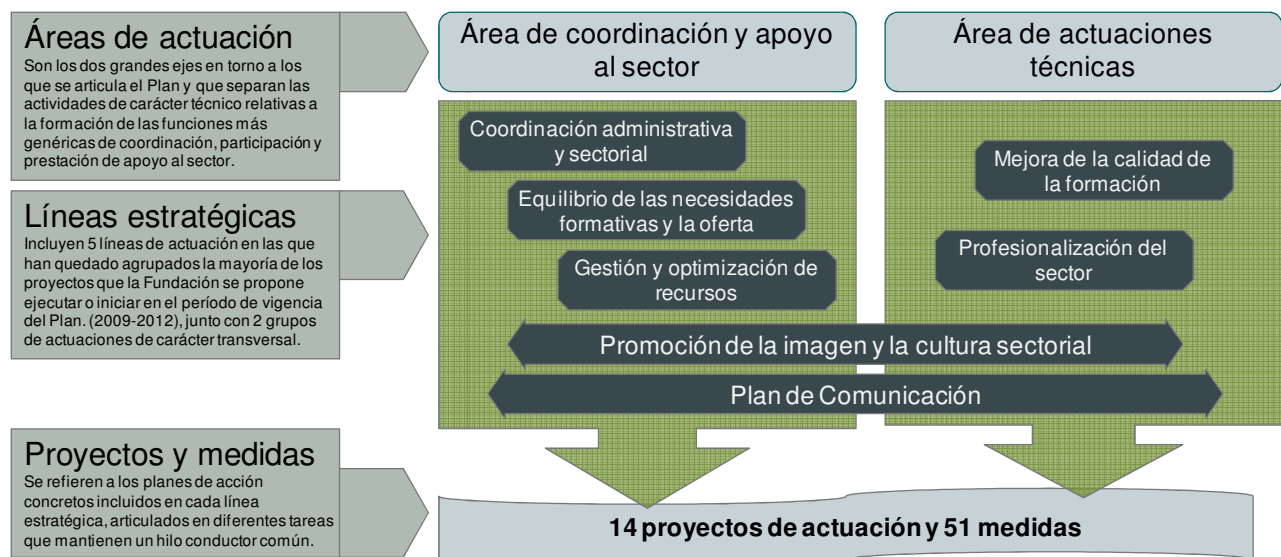 Áreas de actuación
Son los dos grandes ejes en torno a los
que se articula el Plan y que separan las
actividades de carácter técnico relativas a
la formación de las funciones más
genéricas de coordinación, participación y
prestación de apoyo al sector.
Área de coordinación y apoyo
al sector
Área de actuaciones
técnicas
Líneas estratégicas
Incluyen 5 líneas de actuación en las que
han quedado agrupados la mayoría de los
proyectos que la Fundación se propone
ejecutar o iniciar en el período de vigencia
del Plan. (2009-2012), junto con 2 grupos
de actuaciones de carácter transversal.
Coordinación administrativa
y sectorial
Equilibrio de las necesidades
formativas y la oferta
Gestión y optimización de
recursos
Mejora de la calidad de
la formación
Profesionalización del
sector
Promoción de la imagen y la cultura sectorial
Plan de Comunicación
Proyectos y medidas
Se refieren a los planes de acción
concretos incluidos en cada línea
estratégica, articulados en diferentes tareas
que mantienen un hilo conductor común.
14 proyectos de actuación y 51 medidas